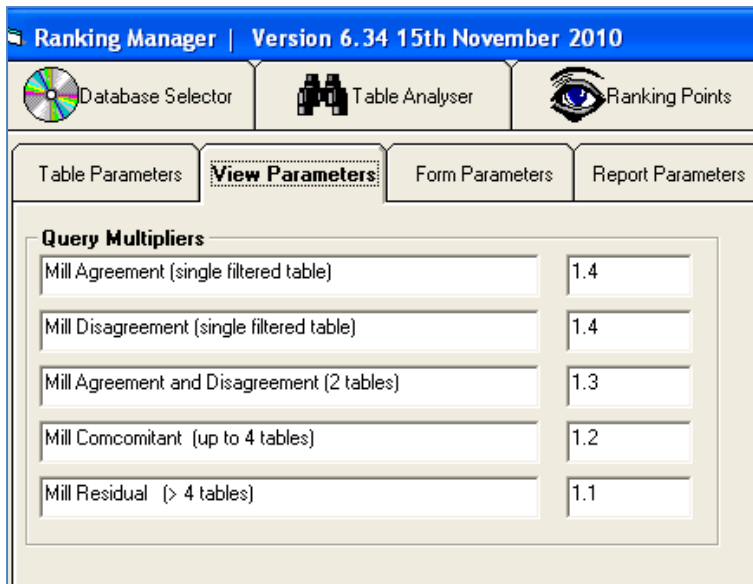 Ranking Manager | Version 6.34 15th November 2010
Database Selector Table Analyser Ranking Points
Table Parameters View Parameters Form Parameters Report Parameters
Query Multipliers
Mill Agreement (single filtered table) 1.4
Mill Disagreement (single filtered table) 1.4
Mill Agreement and Disagreement (2 tables) 1.3
Mill Comcomitant (up to 4 tables) 1.2
Mill Residual (> 4 tables) 1.1